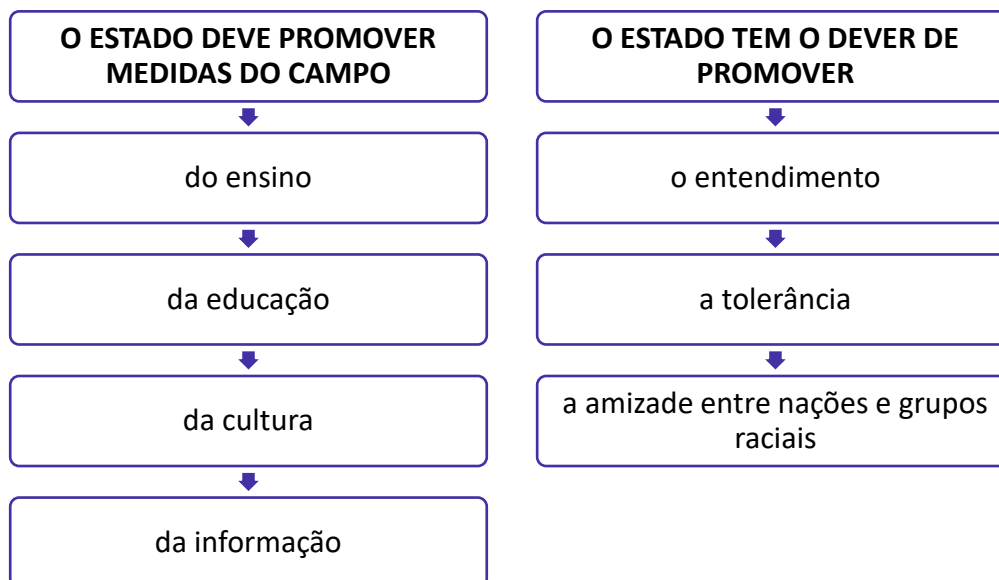 O ESTADO DEVE PROMOVER
MEDIDAS DO CAMPO
do ensino
da educação
da cultura
da informação
O ESTADO TEM O DEVER DE
PROMOVER
o entendimento
a tolerância
a amizade entre nações e grupos
raciais